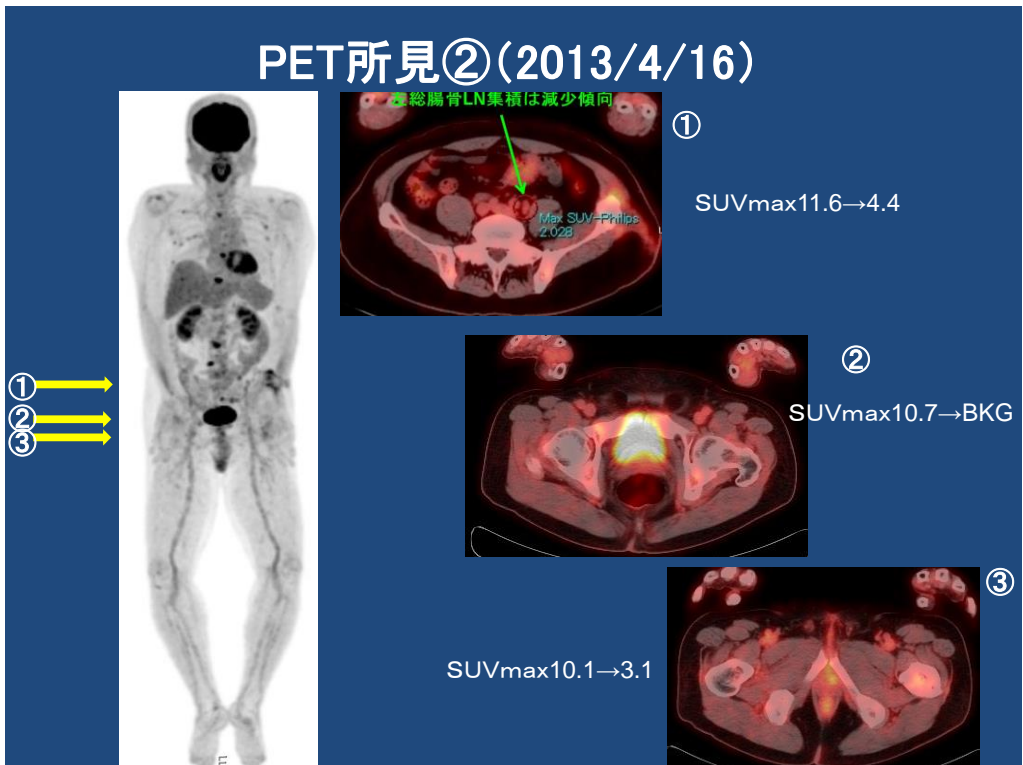 PET所見②(2013/4/16)
左総腸骨LN集積は減少傾向
①
SUVmax11.6→4.4
Max SUV-Philips
2.028
②
SUVmax10.7→BKG
①
②
③
③
SUVmax10.1→3.1